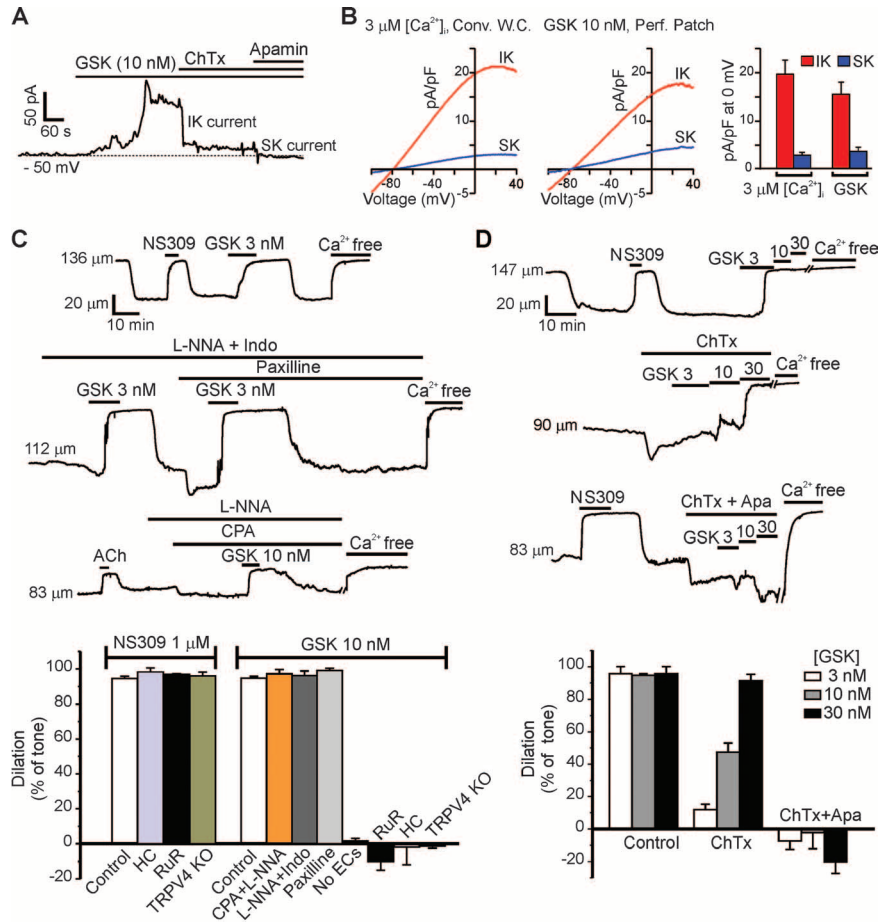 A
GSK (10 nM)
ChTx
Apamin
50 pA
60 s
IK current
SK current
- 50 mV
B
3 µM [Ca²⁺]i, Conv. W.C.
GSK 10 nM, Perf. Patch
pA/pF
20
10
IK
SK
-80
-40
40
Voltage (mV)
-5
pA/pF
20
10
IK
SK
-80
-40
40
Voltage (mV)
-5
IK
SK
pA/pF at 0 mV
20
10
0
3 µM [Ca²⁺]i
GSK
C
NS309
GSK 3 nM
Ca²⁺ free
136 µm
20 µm
10 min
L-NNA + Indo
Paxilline
GSK 3 nM
GSK 3 nM
Ca²⁺ free
112 µm
L-NNA
CPA
ACh
GSK 10 nM
Ca²⁺ free
83 µm
NS309 1 µM
GSK 10 nM
Dilation
(% of tone)
100
80
60
40
20
0
-20
Control
HC
RuR
TRPV4 KO
Control
CPA+L-NNA
L-NNA+Indo
Paxilline
No ECs
RuR
HC
TRPV4 KO
D
NS309
GSK 3
10
30
Ca²⁺ free
147 µm
20 µm
10 min
ChTx
GSK 3
10
30
Ca²⁺ free
90 µm
NS309
ChTx + Apa
GSK 3
10
30
Ca²⁺ free
83 µm
[GSK]
3 nM
10 nM
30 nM
Dilation
(% of tone)
100
80
60
40
20
0
-20
Control
ChTx
ChTx+Apa